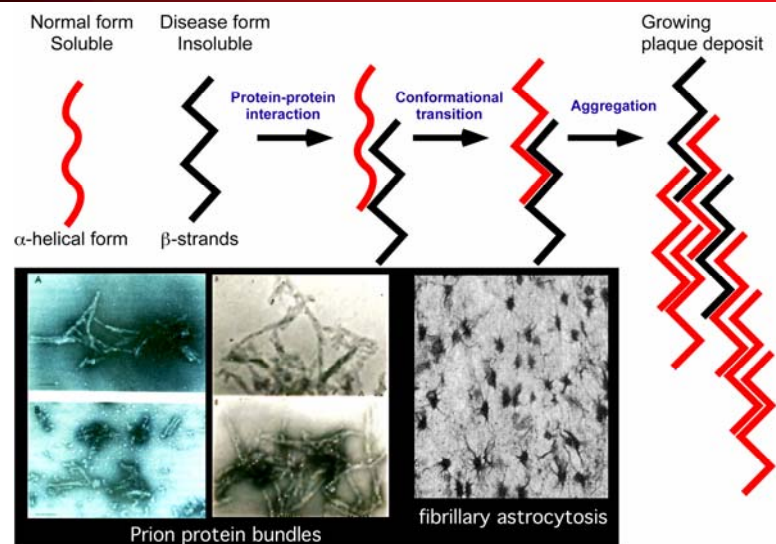 Normal form
Soluble
Disease form
Insoluble
Growing
plaque deposit
Protein-protein
interaction
Conformational
transition
Aggregation
α-helical form
β-strands
A
B
Prion protein bundles
fibrillary astrocytosis